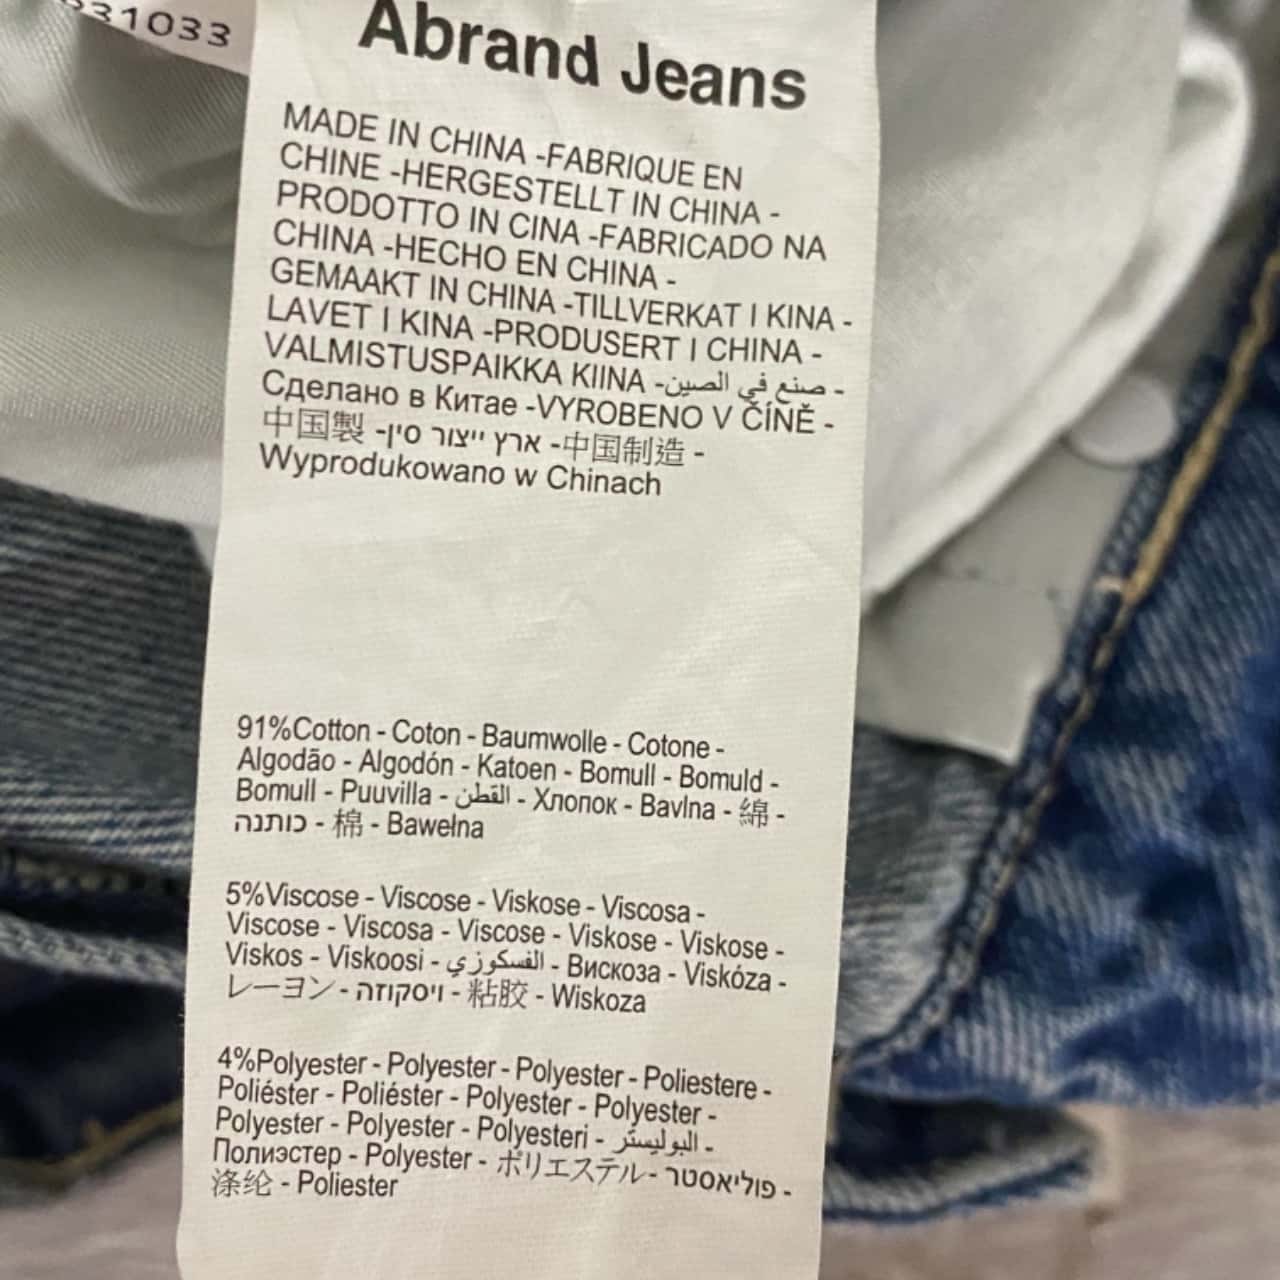 31033
Abrand Jeans
MADE IN CHINA -FABRIQUE EN
CHINE -HERGESTELLT IN CHINA -
PRODOTTO IN CINA -FABRICADO NA
CHINA -HECHO EN CHINA -
GEMAAKT IN CHINA -TILLVERKAT I KINA -
LAVET I KINA -PRODUSERT I CHINA -
VALMISTUSPAIKKA KIINA -صنع في الصين -
Сделано в Китае -VYROBENO V ČÍNĚ -
中国製 -ארץ ייצור סין -中国制造 -
Wyprodukowano w Chinach
91%Cotton - Coton - Baumwolle - Cotone -
Algodão - Algodón - Katoen - Bomull - Bomuld -
Bomull - Puuvilla - القطن - Хлопок - Bavlna - 綿 -
כותנה - 棉 - Bawełna
5%Viscose - Viscose - Viskose - Viscosa -
Viscose - Viscosa - Viscose - Viskose - Viskose -
Viskos - Viskoosi - الفسكوزي - Вискоза - Viskóza -
レーヨン - ויסקוזה - 粘胶 - Wiskoza
4%Polyester - Polyester - Polyester - Poliestere -
Poliéster - Poliéster - Polyester - Polyester -
Polyester - Polyester - Polyesteri - البوليستر -
Полиэстер - Polyester - ポリエステル - פוליאסטר -
涤纶 - Poliester